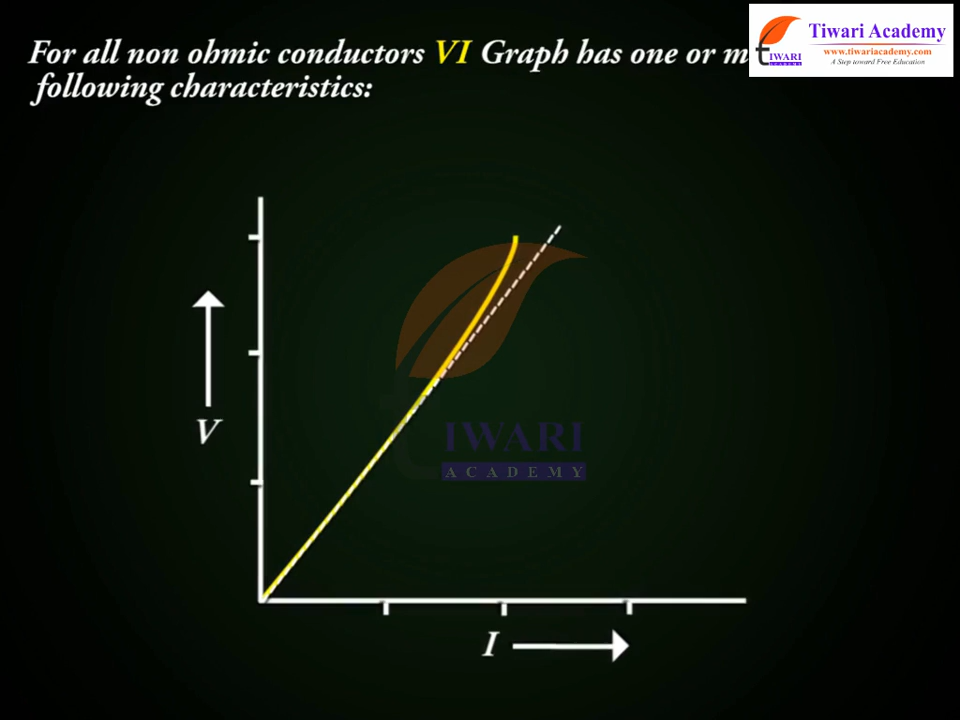 For all non ohmic conductors VI Graph has one or m
following characteristics:
Tiwari Academy
www.tiwariacademy.com
A Step toward Free Education
tIWARI
ACADEMY
V
tIWARI
ACADEMY
I